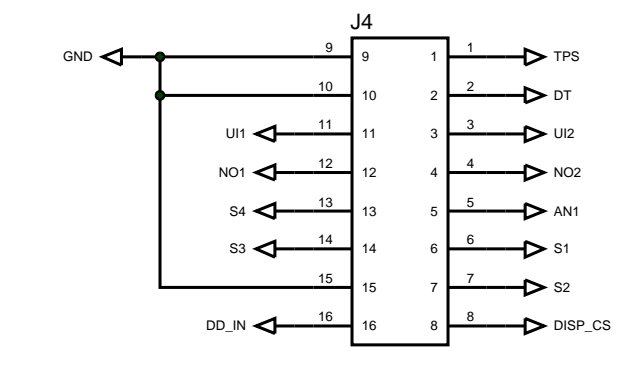 J4
GND 9 9 1 1 TPS
10 10 2 2 DT
UI1 11 11 3 3 UI2
NO1 12 12 4 4 NO2
S4 13 13 5 5 AN1
S3 14 14 6 6 S1
15 15 7 7 S2
DD_IN 16 16 8 8 DISP_CS